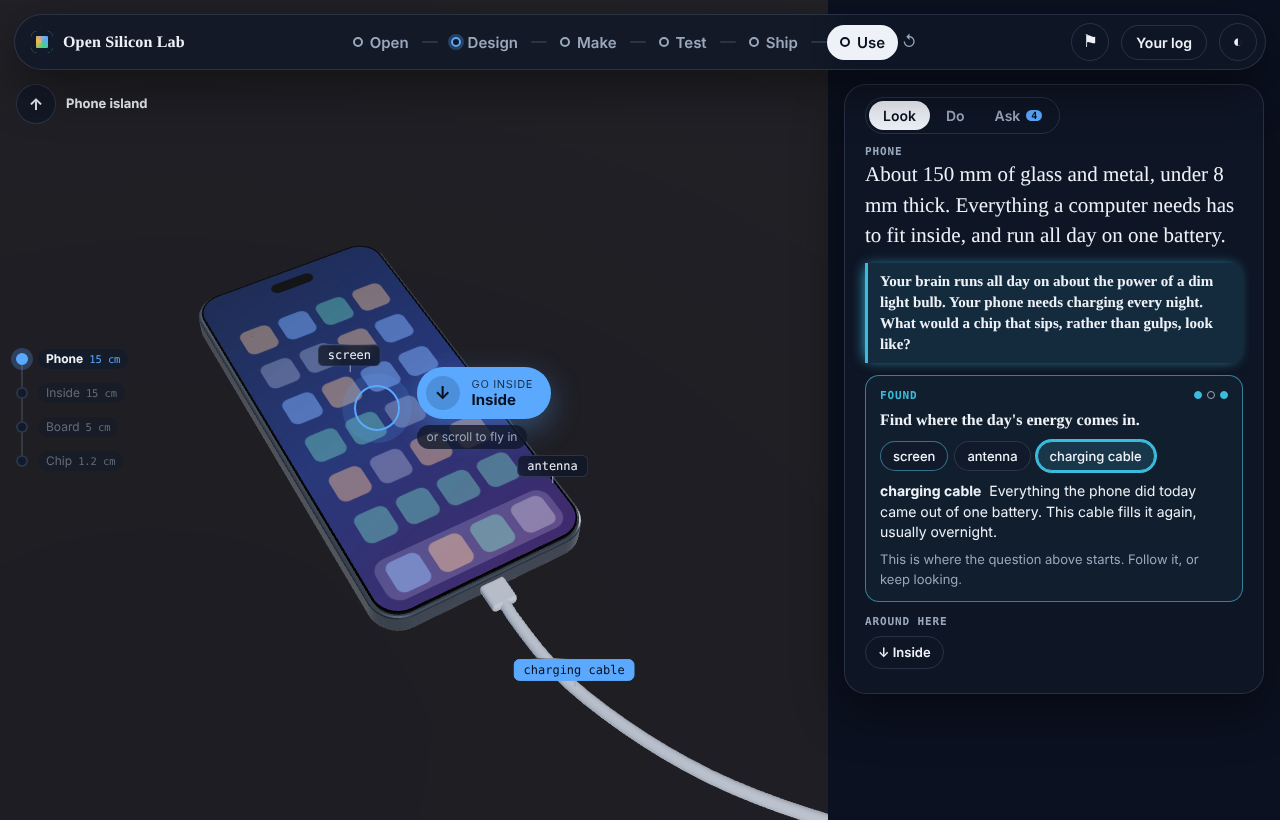 Open Silicon Lab
Open
Design
Make
Test
Ship
Use
Your log
Phone island
Look
Do
Ask 4
PHONE
About 150 mm of glass and metal, under 8
mm thick. Everything a computer needs has
to fit inside, and run all day on one battery.
Your brain runs all day on about the power of a dim
light bulb. Your phone needs charging every night.
What would a chip that sips, rather than gulps, look
like?
FOUND
Find where the day's energy comes in.
screen
antenna
charging cable
charging cable Everything the phone did today
came out of one battery. This cable fills it again,
usually overnight.
This is where the question above starts. Follow it, or
keep looking.
AROUND HERE
↓ Inside
Phone 15 cm
Inside 15 cm
Board 5 cm
Chip 1.2 cm
screen
GO INSIDE
Inside
or scroll to fly in
antenna
charging cable